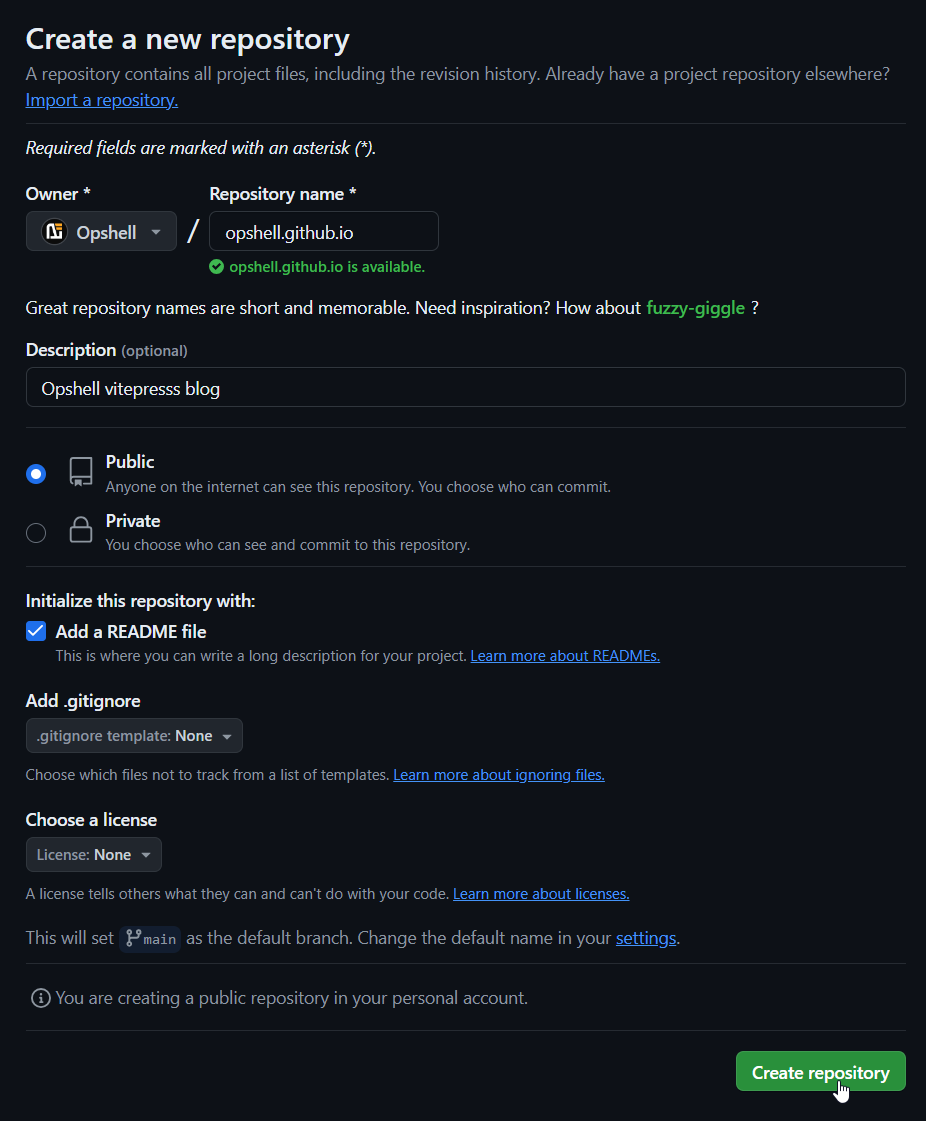 Create a new repository
A repository contains all project files, including the revision history. Already have a project repository elsewhere?
Import a repository.
Required fields are marked with an asterisk (*).
Owner *
Repository name *
Opshell
/
opshell.github.io
opshell.github.io is available.
Great repository names are short and memorable. Need inspiration? How about fuzzy-giggle ?
Description (optional)
Opshell vitepresss blog
Public
Anyone on the internet can see this repository. You choose who can commit.
Private
You choose who can see and commit to this repository.
Initialize this repository with:
Add a README file
This is where you can write a long description for your project. Learn more about READMEs.
Add .gitignore
.gitignore template: None
Choose which files not to track from a list of templates. Learn more about ignoring files.
Choose a license
License: None
A license tells others what they can and can't do with your code. Learn more about licenses.
This will set main as the default branch. Change the default name in your settings.
You are creating a public repository in your personal account.
Create repository